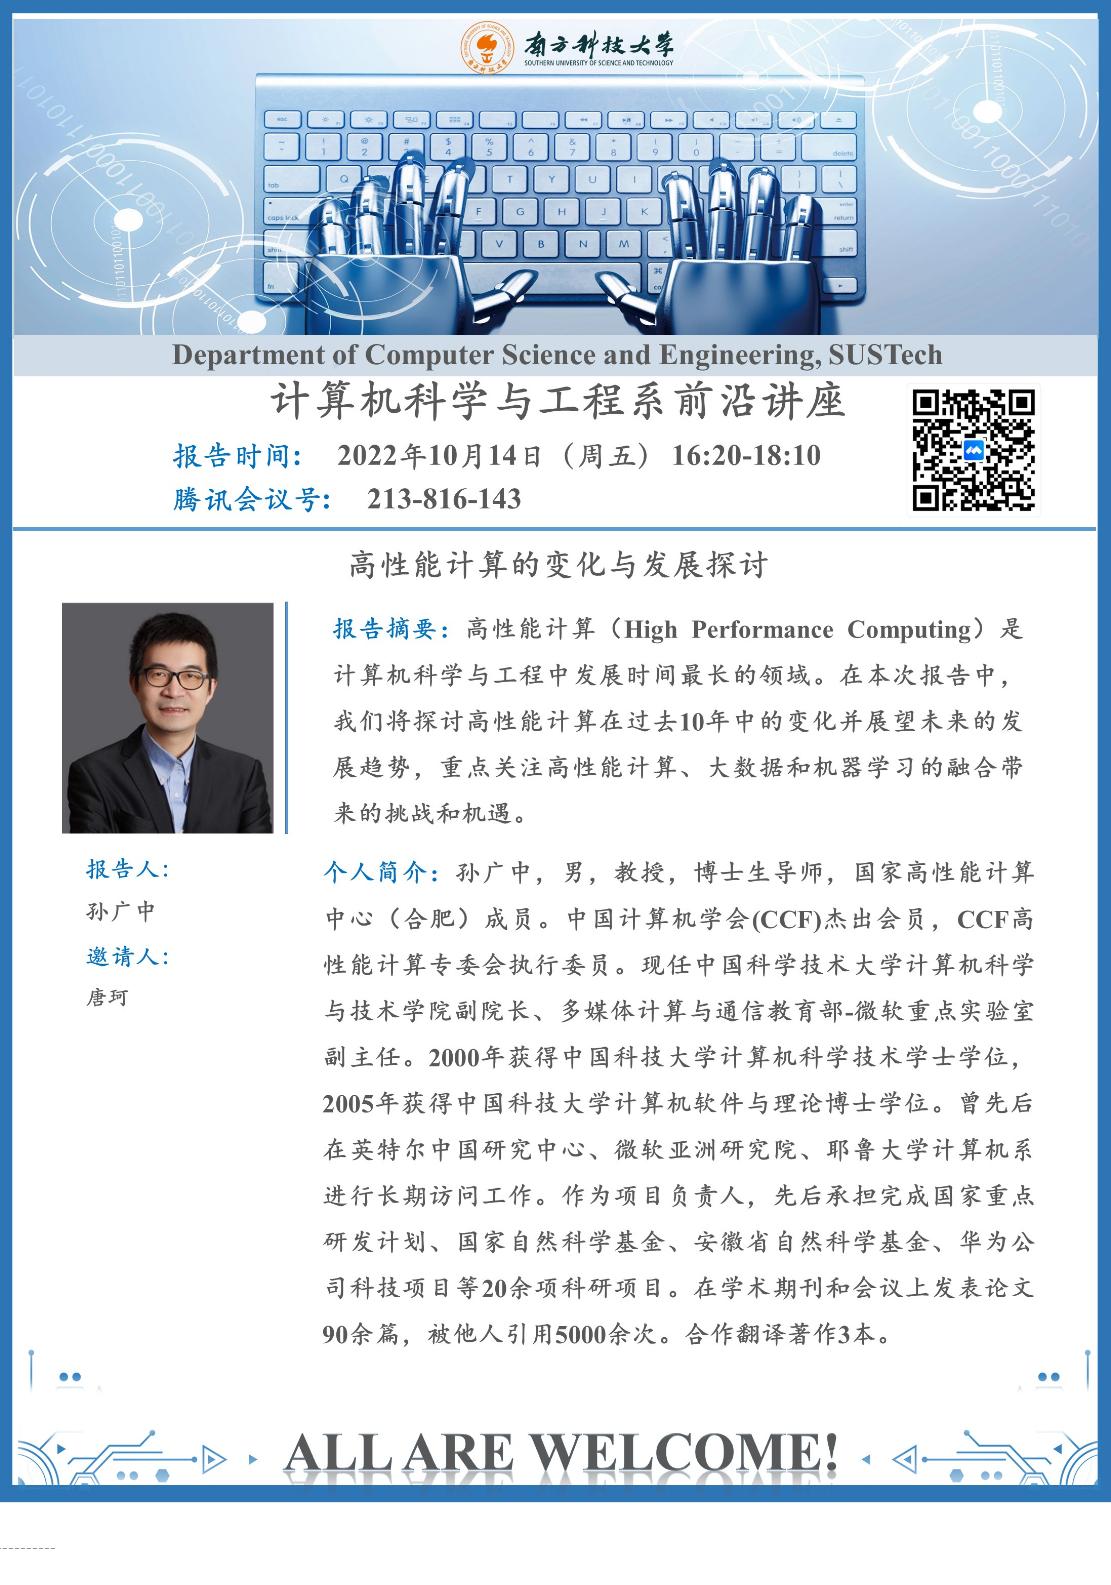 南方科技大学
SOUTHERN UNIVERSITY OF SCIENCE AND TECHNOLOGY
Department of Computer Science and Engineering, SUSTech
计算机科学与工程系前沿讲座
报告时间： 2022年10月14日（周五） 16:20-18:10
腾讯会议号： 213-816-143
高性能计算的变化与发展探讨
报告摘要：高性能计算（High Performance Computing）是
计算机科学与工程中发展时间最长的领域。在本次报告中，
我们将探讨高性能计算在过去10年中的变化并展望未来的发
展趋势，重点关注高性能计算、大数据和机器学习的融合带
来的挑战和机遇。
报告人：
孙广中
邀请人：
唐珂
个人简介：孙广中，男，教授，博士生导师，国家高性能计算
中心（合肥）成员。中国计算机学会(CCF)杰出会员，CCF高
性能计算专委会执行委员。现任中国科学技术大学计算机科学
与技术学院副院长、多媒体计算与通信教育部-微软重点实验室
副主任。2000年获得中国科技大学计算机科学技术学士学位，
2005年获得中国科技大学计算机软件与理论博士学位。曾先后
在英特尔中国研究中心、微软亚洲研究院、耶鲁大学计算机系
进行长期访问工作。作为项目负责人，先后承担完成国家重点
研发计划、国家自然科学基金、安徽省自然科学基金、华为公
司科技项目等20余项科研项目。在学术期刊和会议上发表论文
90余篇，被他人引用5000余次。合作翻译著作3本。
ALL ARE WELCOME!